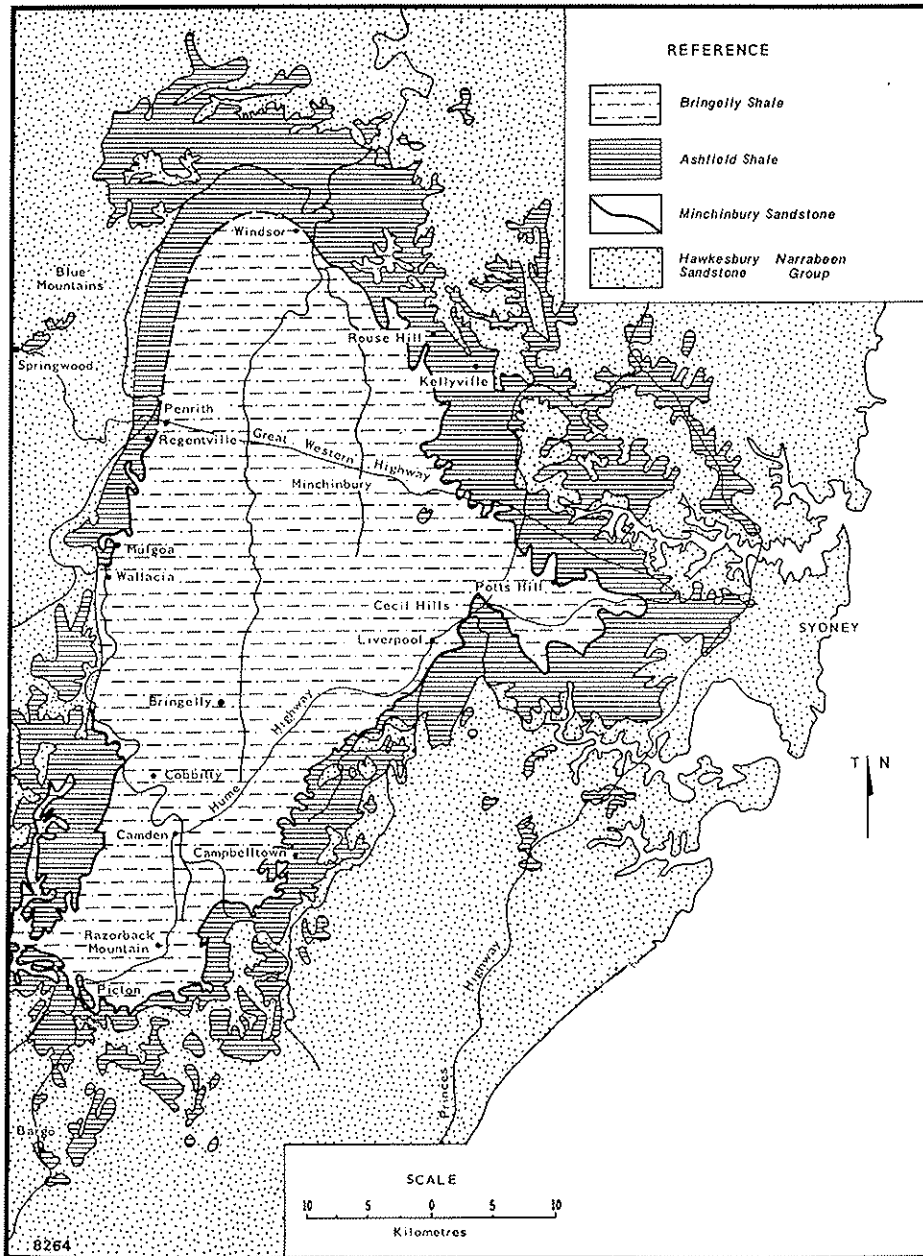 REFERENCE
Bringelly Shale
Ashfield Shale
Minchinbury Sandstone
Hawkesbury Narrabeen
Sandstone Group
Windsor
Blue
Mountains
Rouse Hill
Springwood
Kellyville
Penrith
Regentville
Great Western Highway
Minchinbury
Mulgoa
Wallacia
Potts Hill
Cecil Hills
Liverpool
SYDNEY
Bringelly
Hume Highway
T N
Cobbitty
Camden
Campbelltown
Razorback
Mountain
Picton
Princes Highway
Bargo
SCALE
10 5 0 5 10
Kilometres
8264